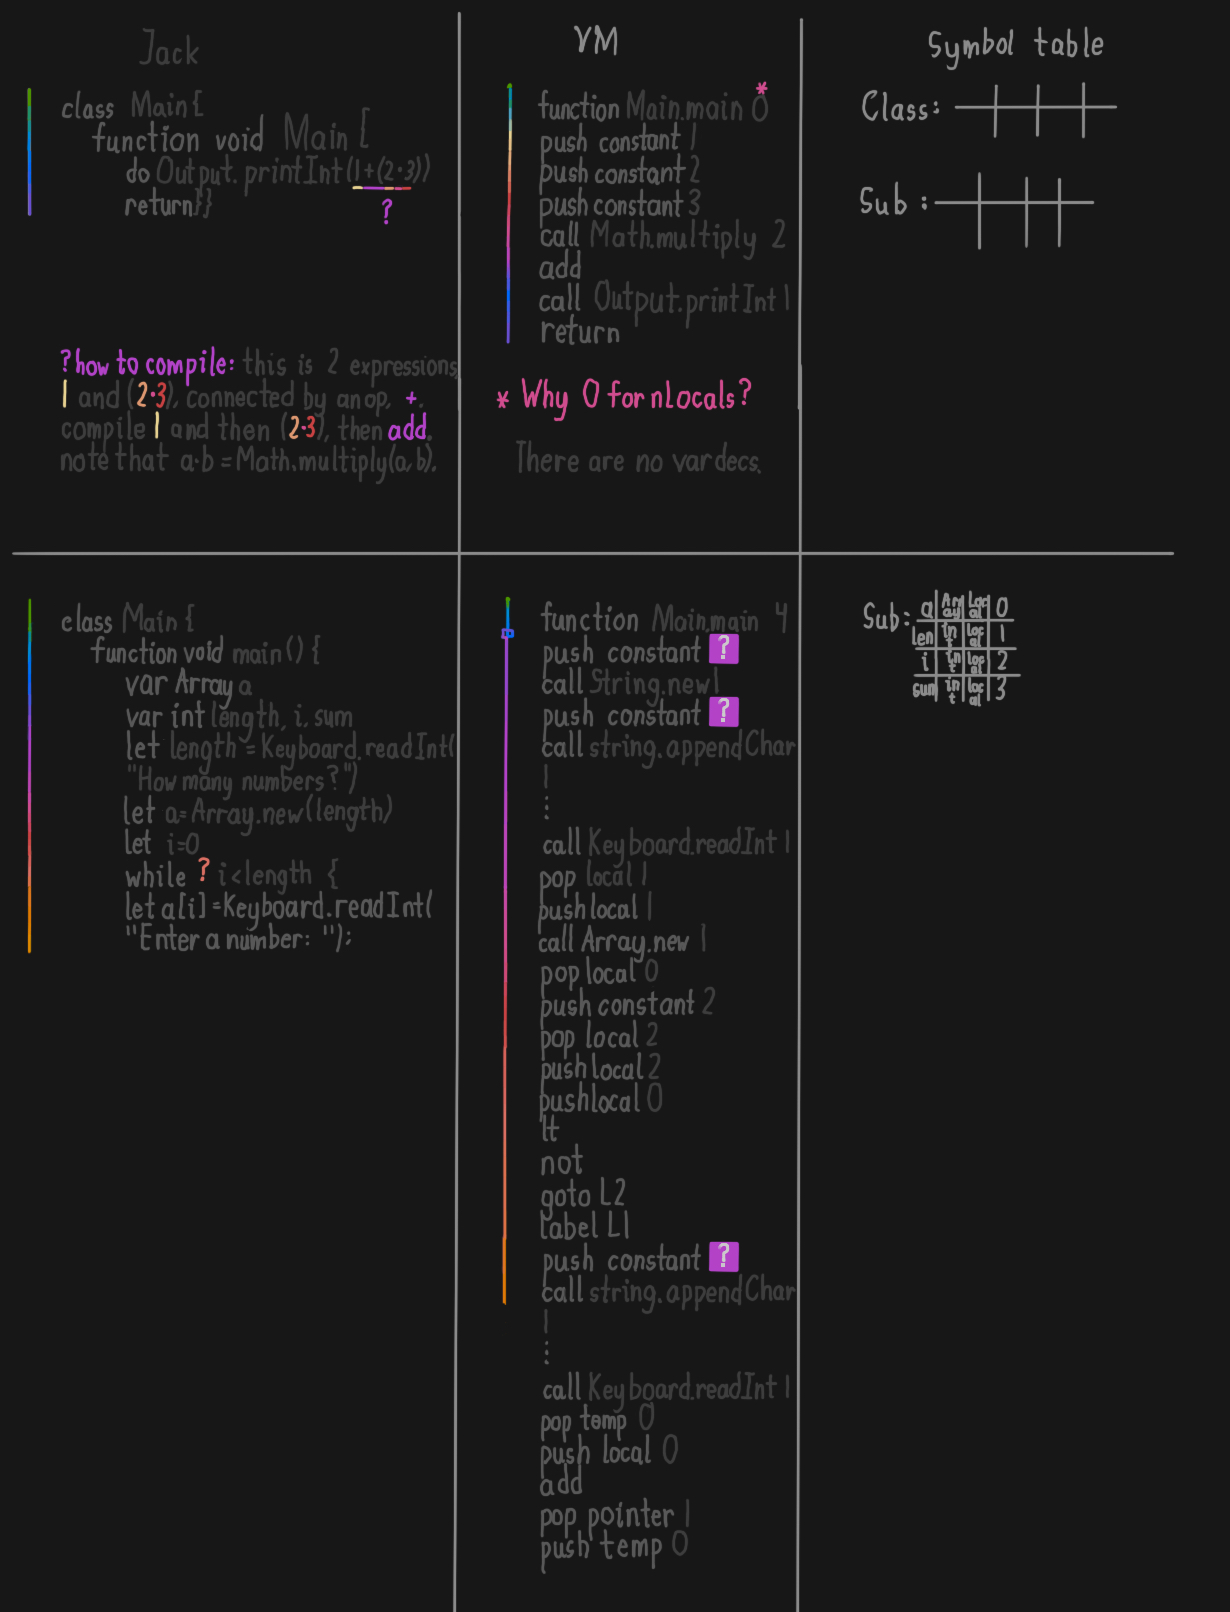 Jack
class Main {
function void Main {
do Output. printInt(1+(2·3))
return}}
?
?how to compile: this is 2 expressions,
1 and (2·3), connected by an op, +.
compile 1 and then (2·3), then add.
note that a·b = Math.multiply(a,b).
VM
function Main.main 0*
push constant 1
push constant 2
push constant 3
call Math.multiply 2
add
call Output.printInt 1
return
* Why 0 for nLocals?
There are no vardecs.
Symbol table
Class:
Sub :
class Main {
function void main () {
var Array a
var int length, i, sum
let length = Keyboard.readInt(
"How many numbers?")
let a=Array.new(length)
let i=0
while ? i<length {
let a[i]=Keyboard.readInt(
"Enter a number: ");
function Main.main 4
push constant ?
call String.new 1
push constant ?
call string.appendChar
1
⋮
call Keyboard.readInt 1
pop local 1
push local 1
call Array.new 1
pop local 0
push constant 2
pop local 2
push local 2
push local 0
lt
not
goto L2
label L1
push constant ?
call string.appendChar
1
⋮
call Keyboard.readInt 1
pop temp 0
push local 0
add
pop pointer 1
push temp 0
Sub:
a Array local 0
len int local 1
i int local 2
sum int local 3